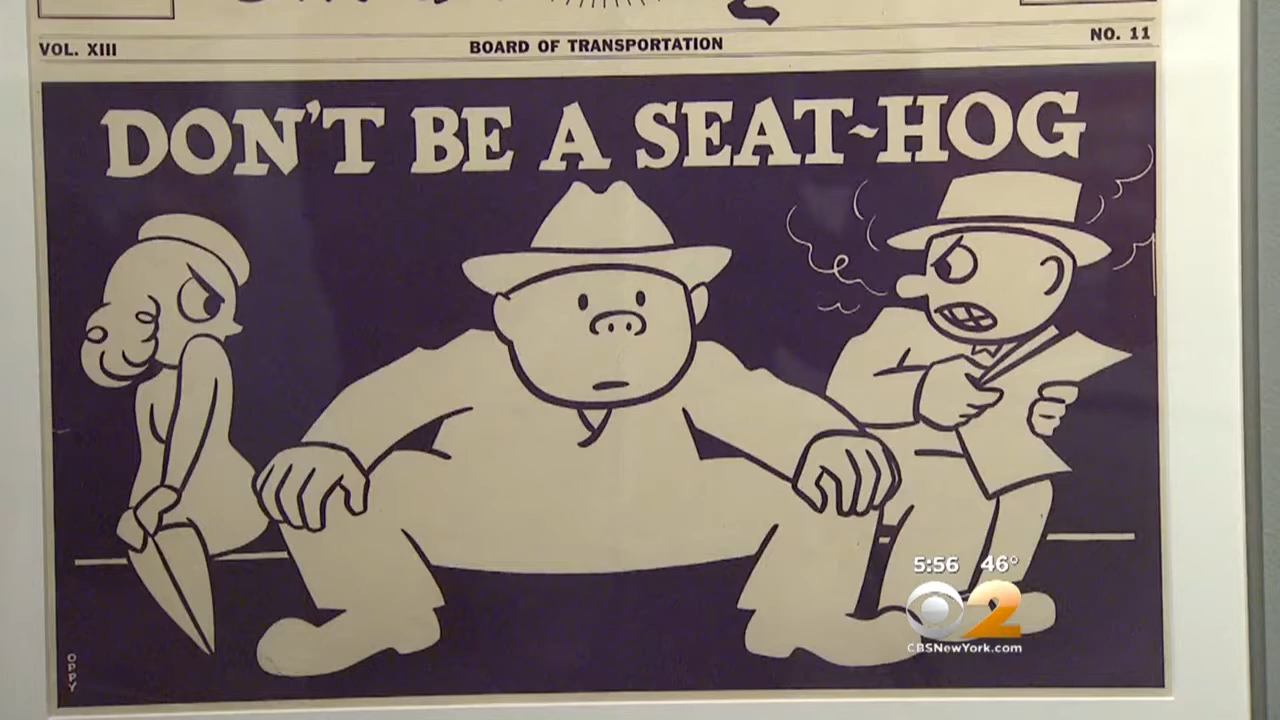 VOL. XIII
BOARD OF TRANSPORTATION
NO. 11
DON'T BE A SEAT-HOG
OPPY
5:56 46°
2
CBSNewYork.com